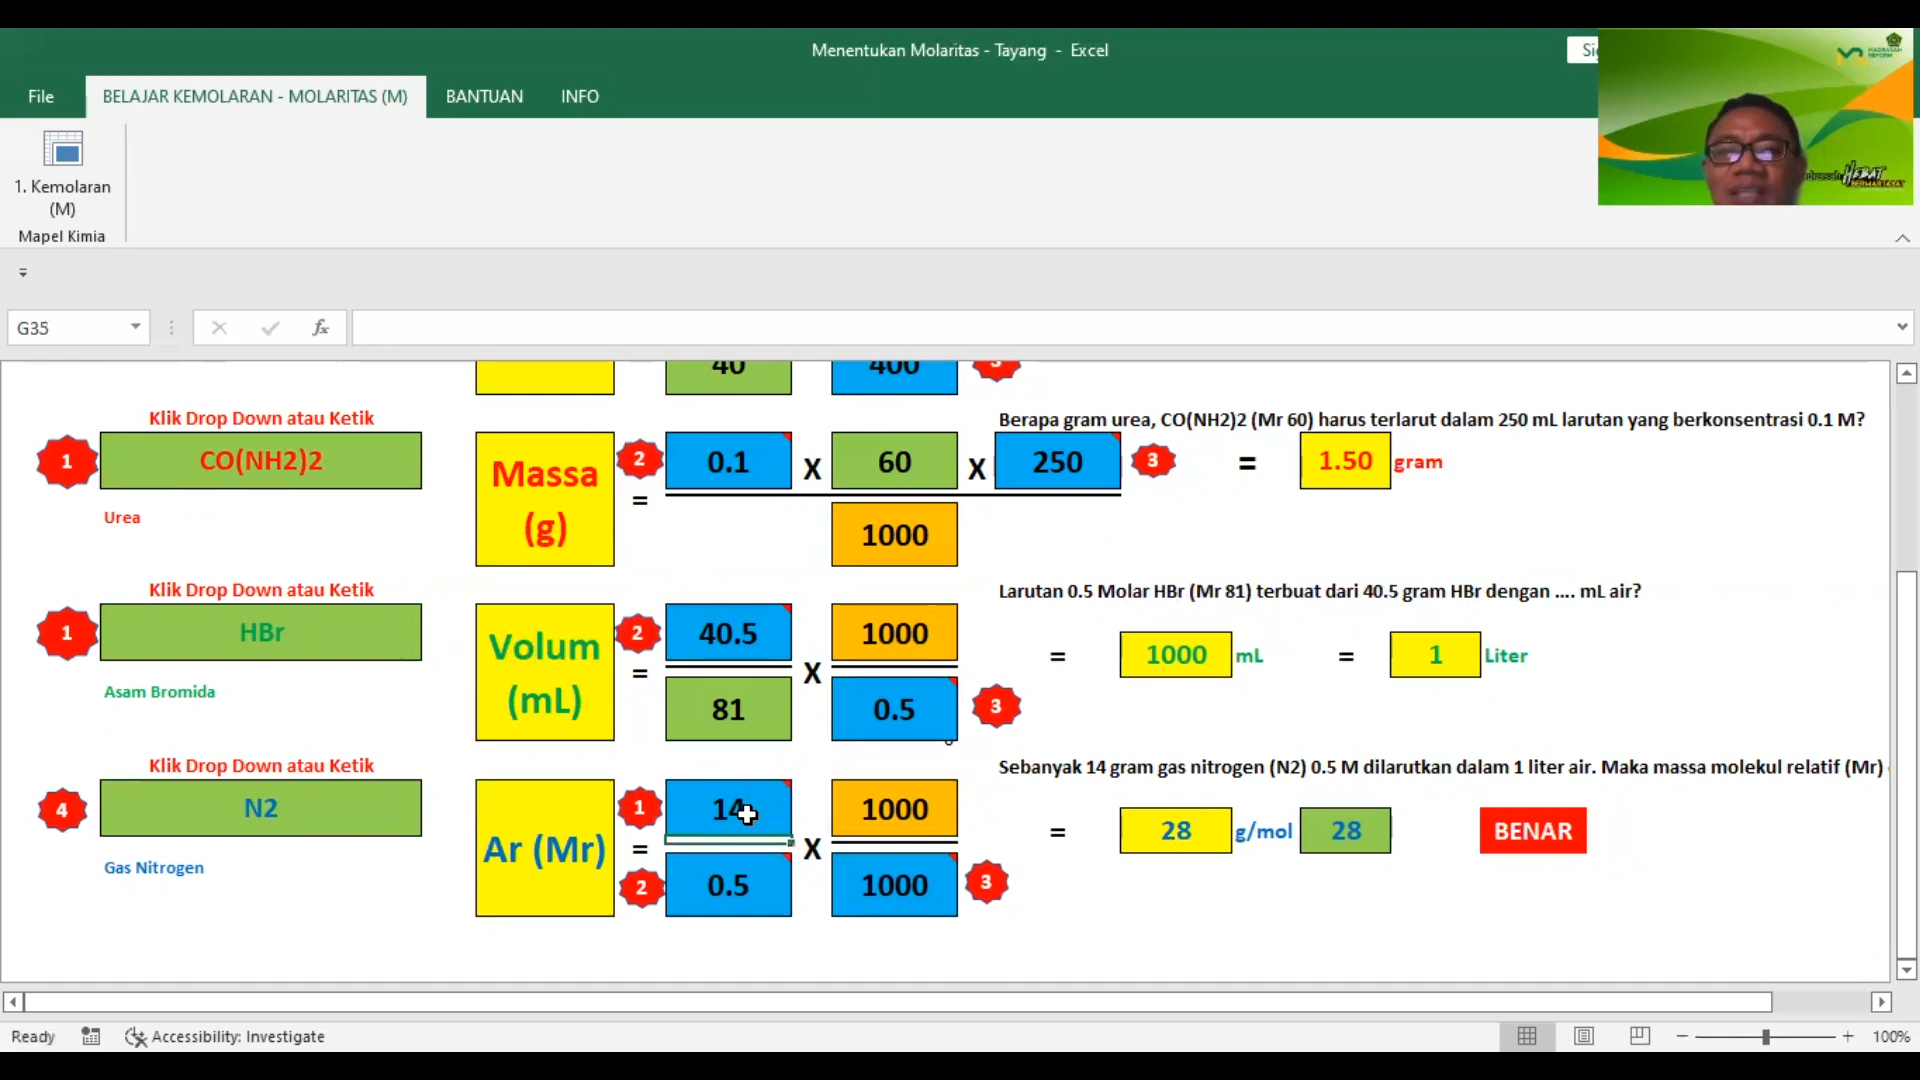 Menentukan Molaritas - Tayang - Excel
File
BELAJAR KEMOLARAN - MOLARITAS (M)
BANTUAN
INFO
1. Kemolaran
(M)
Mapel Kimia
G35
fx
40
400
3
Klik Drop Down atau Ketik
Berapa gram urea, CO(NH2)2 (Mr 60) harus terlarut dalam 250 mL larutan yang berkonsentrasi 0.1 M?
1
CO(NH2)2
Urea
Massa
(g)
=
2
0.1
X
60
X
250
3
=
1.50
gram
1000
Klik Drop Down atau Ketik
Larutan 0.5 Molar HBr (Mr 81) terbuat dari 40.5 gram HBr dengan .... mL air?
1
HBr
Asam Bromida
Volum
(mL)
=
2
40.5
X
1000
81
0.5
3
=
1000
mL
=
1
Liter
Klik Drop Down atau Ketik
Sebanyak 14 gram gas nitrogen (N2) 0.5 M dilarutkan dalam 1 liter air. Maka massa molekul relatif (Mr)
4
N2
Gas Nitrogen
Ar (Mr)
=
1
14
X
1000
2
0.5
1000
3
=
28
g/mol
28
BENAR
Ready
Accessibility: Investigate
100%